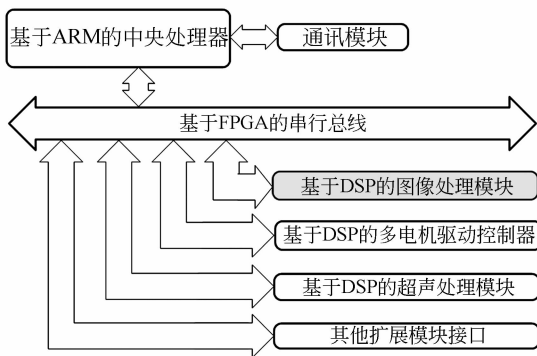 基于ARM的中央处理器
通讯模块
基于FPGA的串行总线
基于DSP的图像处理模块
基于DSP的多电机驱动控制器
基于DSP的超声处理模块
其他扩展模块接口